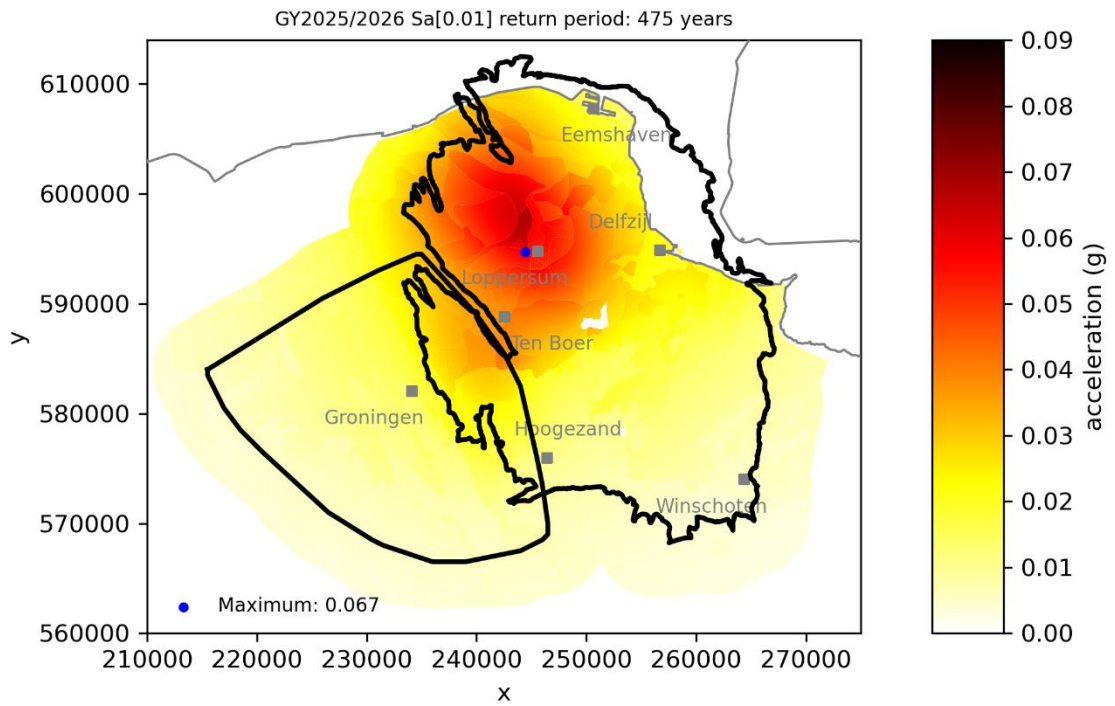 GY2025/2026 Sa[0.01] return period: 475 years
610000
600000
590000
580000
570000
560000
y
210000 220000 230000 240000 250000 260000 270000
x
Eemshaven
Delfzijl
Loppersum
Ten Boer
Groningen
Hoogezand
Winschoten
Maximum: 0.067
0.09
0.08
0.07
0.06
0.05
0.04
0.03
0.02
0.01
0.00
acceleration (g)